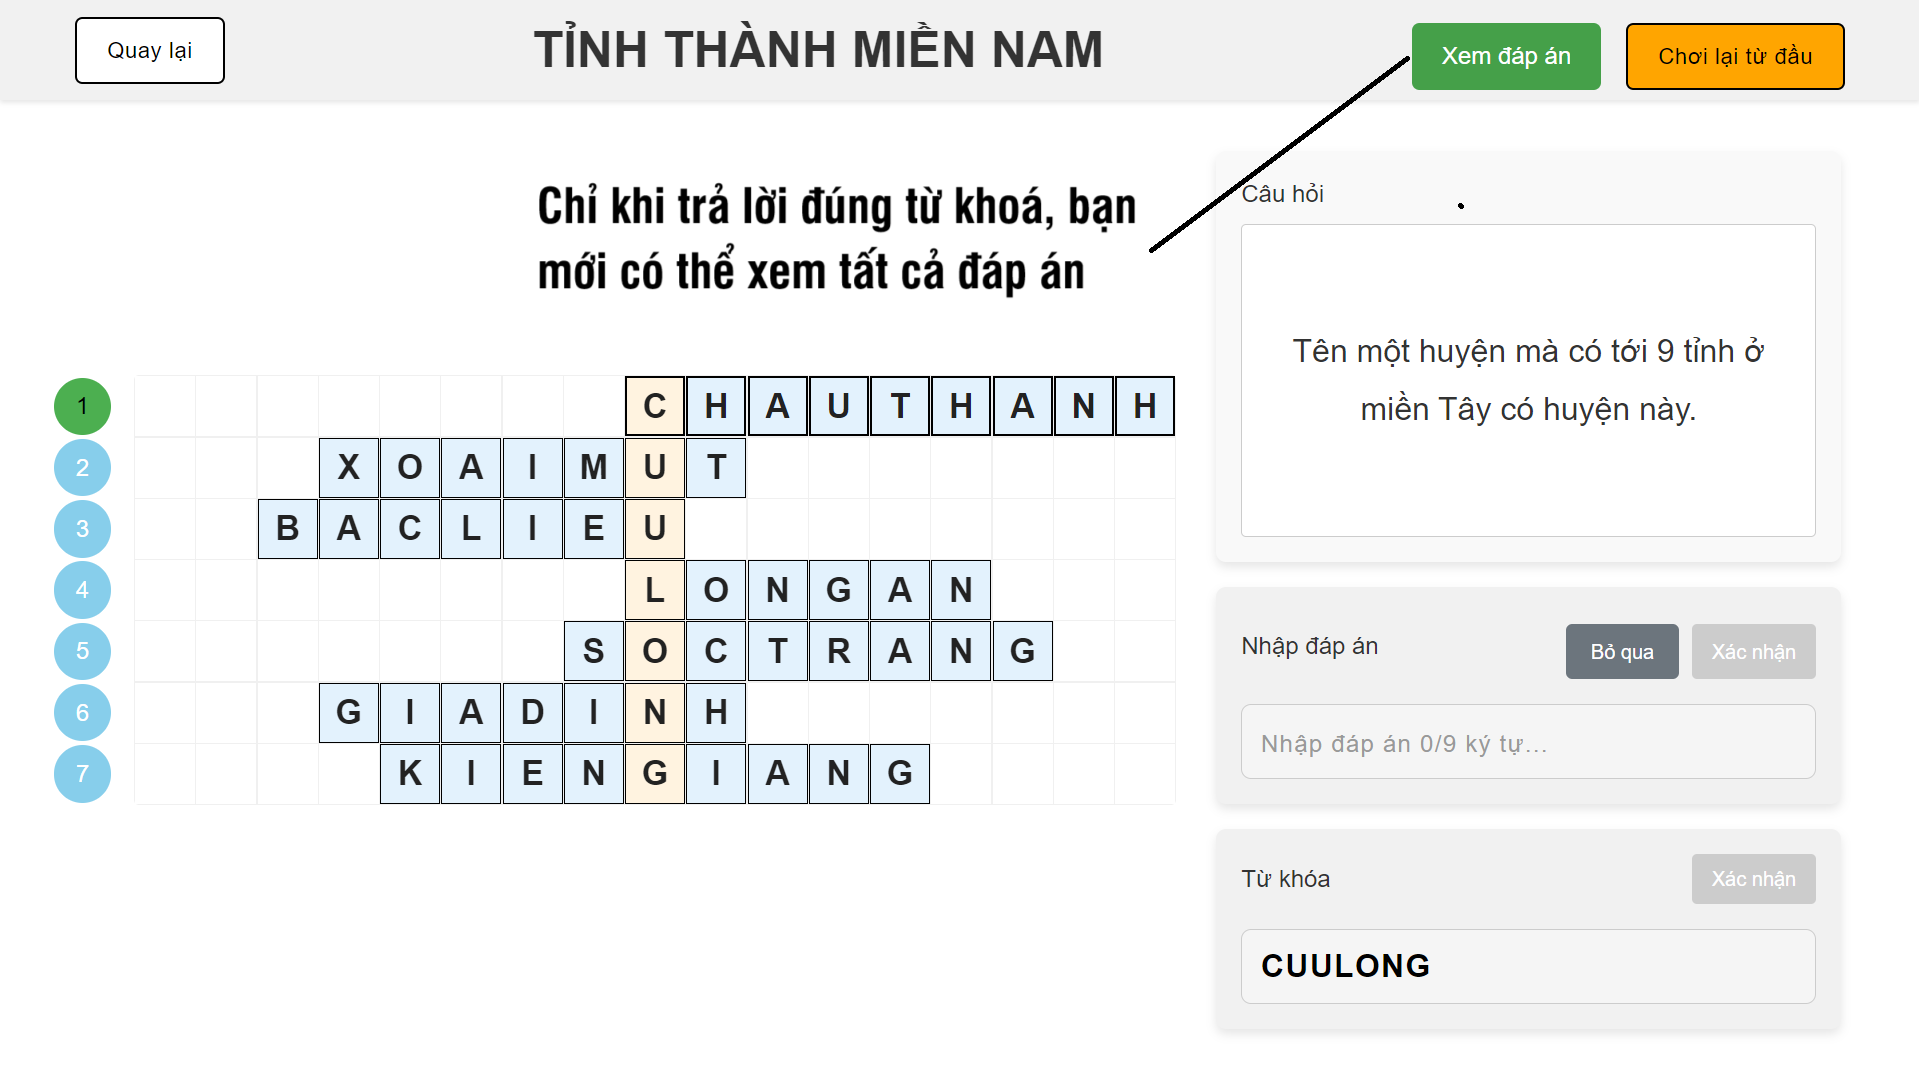 Quay lại
TỈNH THÀNH MIỀN NAM
Xem đáp án
Chơi lại từ đầu
Chỉ khi trả lời đúng từ khoá, bạn
mới có thể xem tất cả đáp án
1 C H A U T H A N H
2 X O A I M U T
3 B A C L I E U
4 L O N G A N
5 S O C T R A N G
6 G I A D I N H
7 K I E N G I A N G
Câu hỏi
Tên một huyện mà có tới 9 tỉnh ở
miền Tây có huyện này.
Nhập đáp án
Bỏ qua
Xác nhận
Nhập đáp án 0/9 ký tự...
Từ khóa
Xác nhận
CUULONG